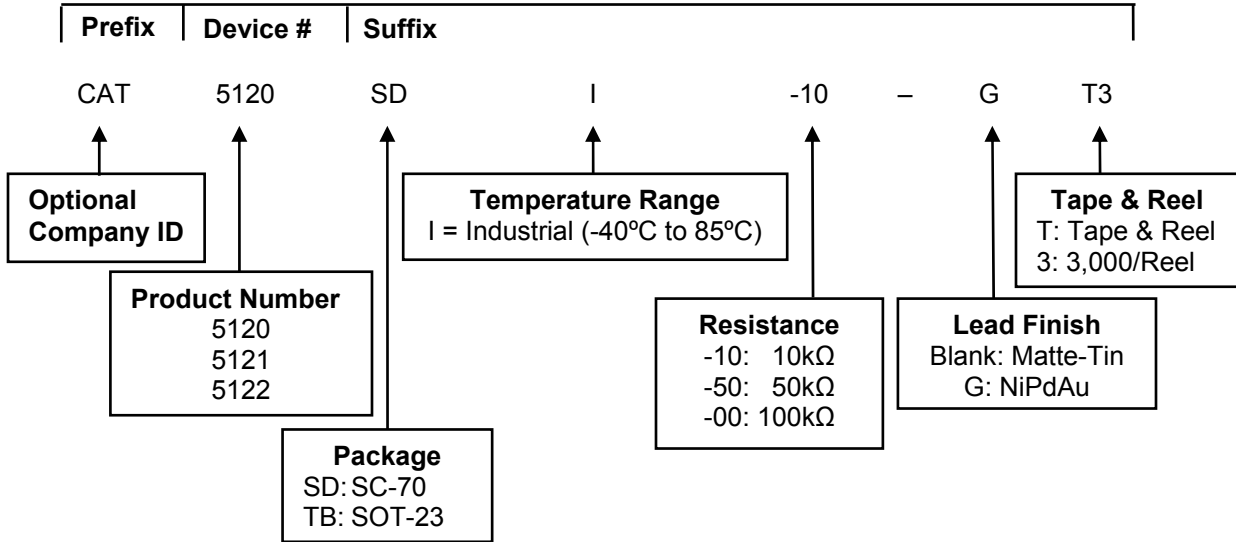 Prefix Device # Suffix
CAT 5120 SD I -10 – G T3
Optional
Company ID
Product Number
5120
5121
5122
Package
SD: SC-70
TB: SOT-23
Temperature Range
I = Industrial (-40ºC to 85ºC)
Resistance
-10: 10kΩ
-50: 50kΩ
-00: 100kΩ
Lead Finish
Blank: Matte-Tin
G: NiPdAu
Tape & Reel
T: Tape & Reel
3: 3,000/Reel